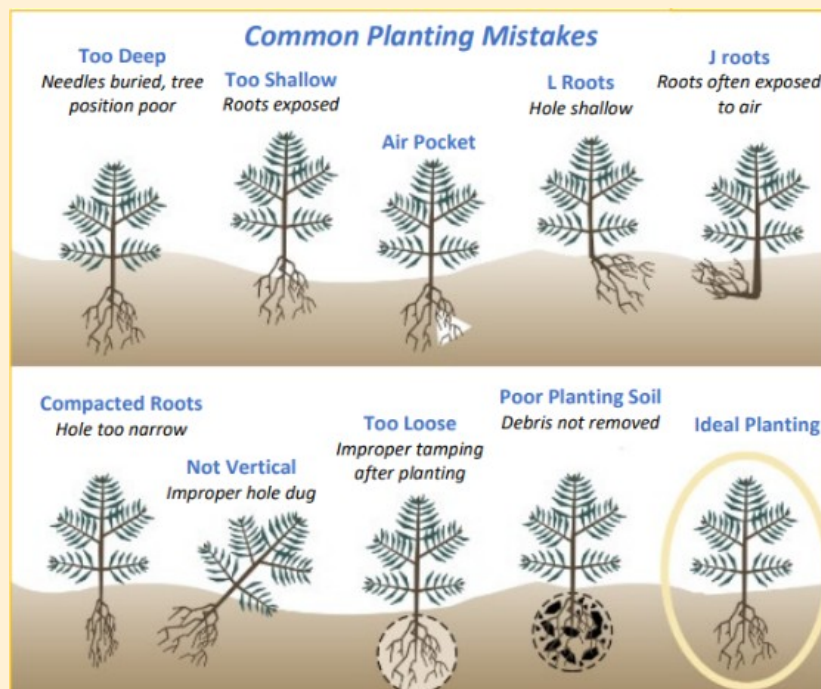 Common Planting Mistakes
Too Deep
Needles buried, tree
position poor
Too Shallow
Roots exposed
Air Pocket
L Roots
Hole shallow
J roots
Roots often exposed
to air
Compacted Roots
Hole too narrow
Not Vertical
Improper hole dug
Too Loose
Improper tamping
after planting
Poor Planting Soil
Debris not removed
Ideal Planting